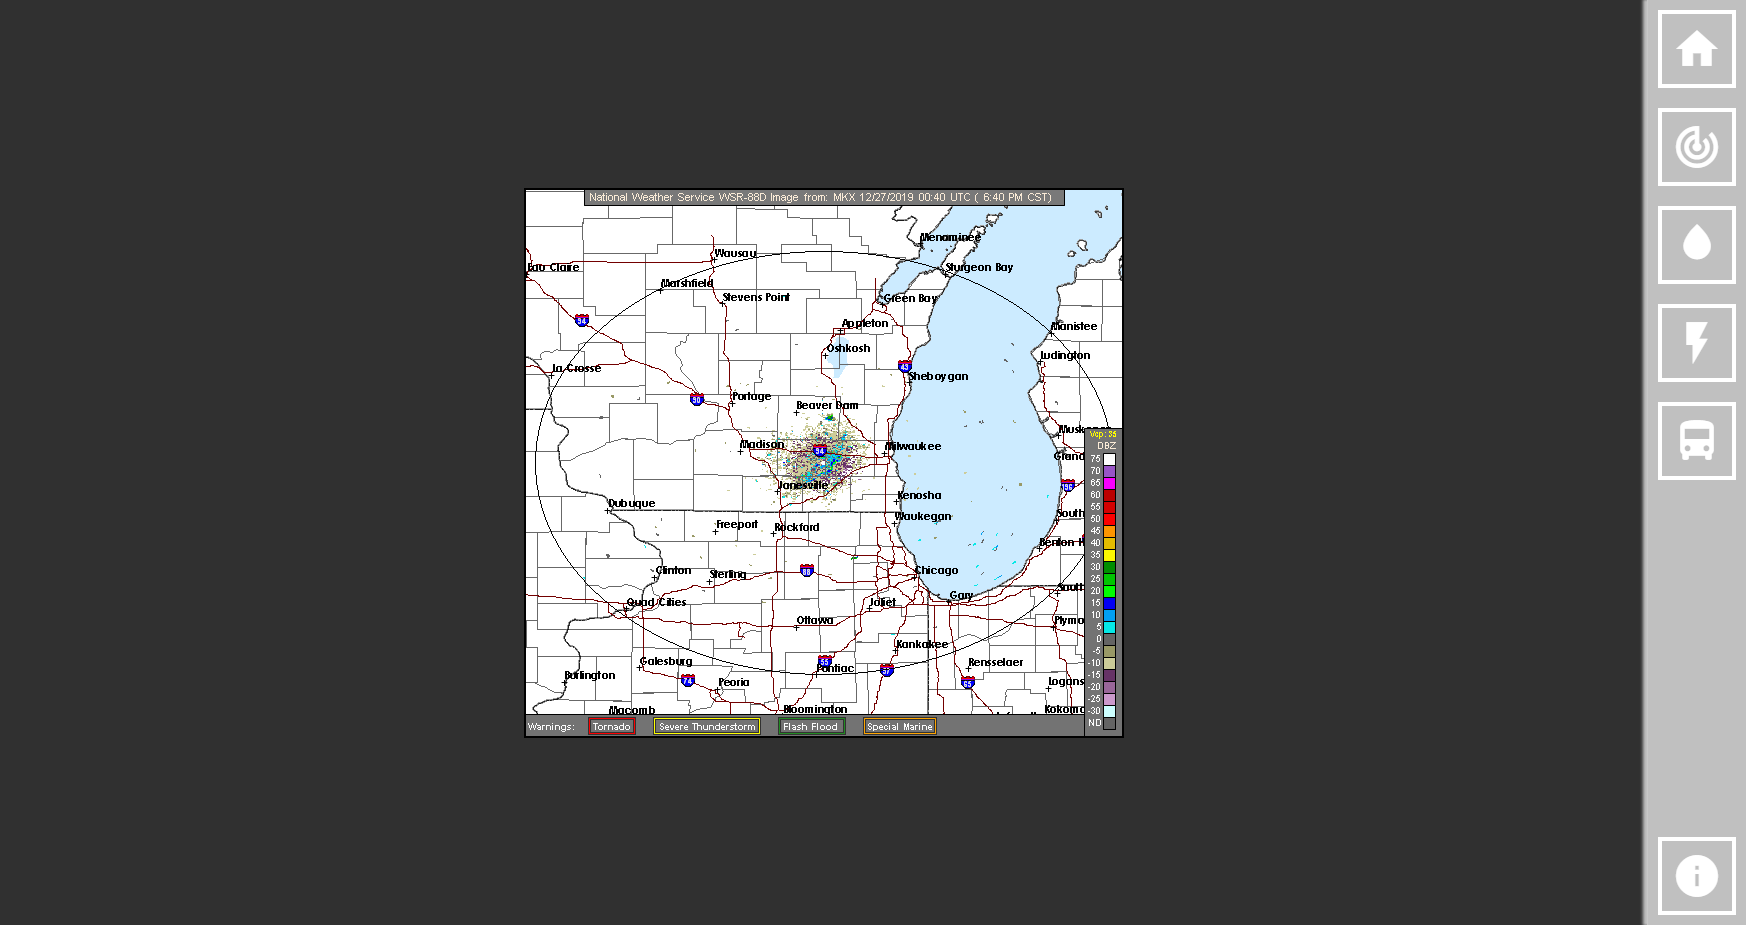 National Weather Service WSR-88D Image from: MKX 12/27/2019 00:40 UTC ( 6:40 PM CST)
Menaminee
Wausau
Eau Claire
Sturgeon Bay
Marshfield
Stevens Point
Green Bay
94
Appleton
Manistee
Oshkosh
Ludington
La Crosse
43
Sheboygan
90
Portage
Beaver Dam
Musk
Vcp: 35
DBZ
Madison
94
Milwaukee
Grand
75
70
65
60
55
50
45
40
35
30
25
20
15
10
5
0
-5
-10
-15
-20
-25
-30
ND
Janesville
196
Kenosha
Dubuque
Waukegan
South
Freeport
Rockford
Benton H
Clinton
Sterling
88
Chicago
South
Quad Cities
Joliet
Gary
Ottawa
Plymo
Kankakee
Galesburg
55
Pontiac
57
Rensselaer
Burlington
74
Peoria
65
Logans
Macomb
Bloomington
Kokomo
Warnings:
Tornado
Severe Thunderstorm
Flash Flood
Special Marine